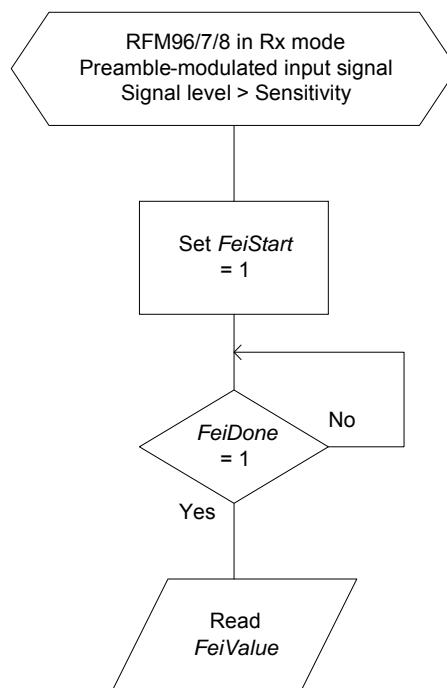 RFM96/7/8 in Rx mode
Preamble-modulated input signal
Signal level > Sensitivity
Set FeiStart
= 1
FeiDone
= 1
No
Yes
Read
FeiValue